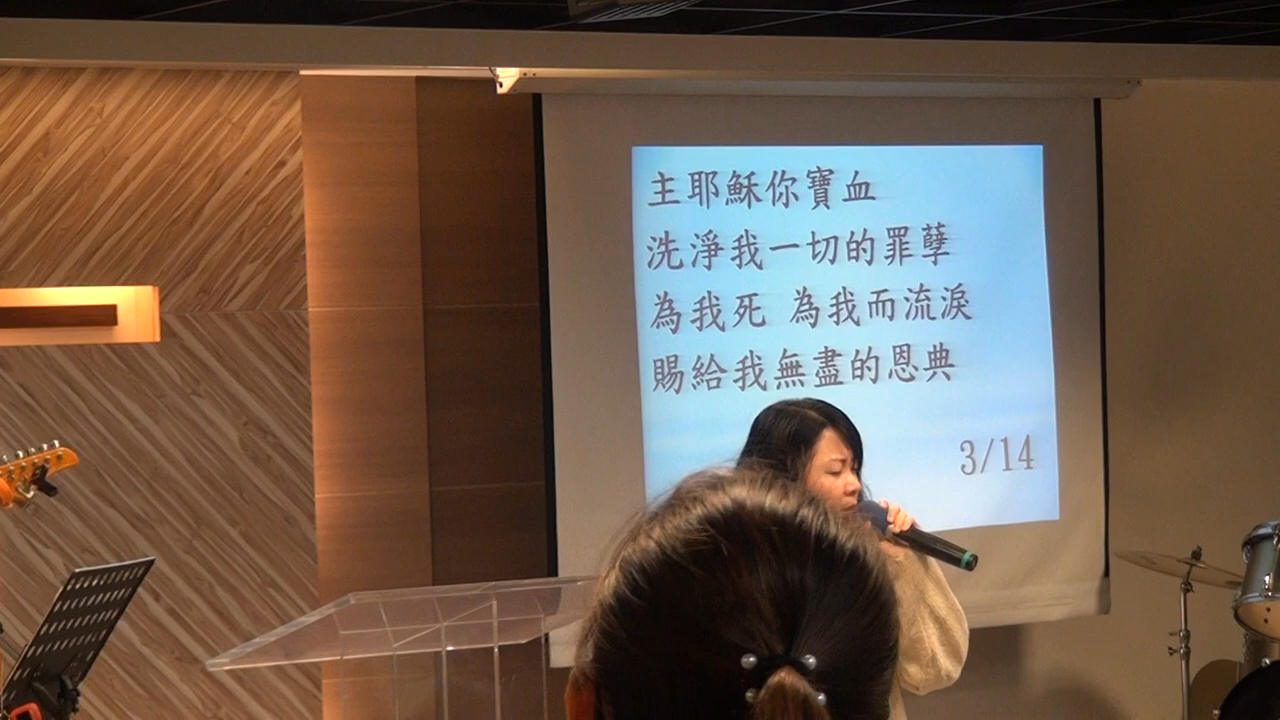 主耶穌你寶血
洗淨我一切的罪孽
為我死 為我而流淚
賜給我無盡的恩典
3/14